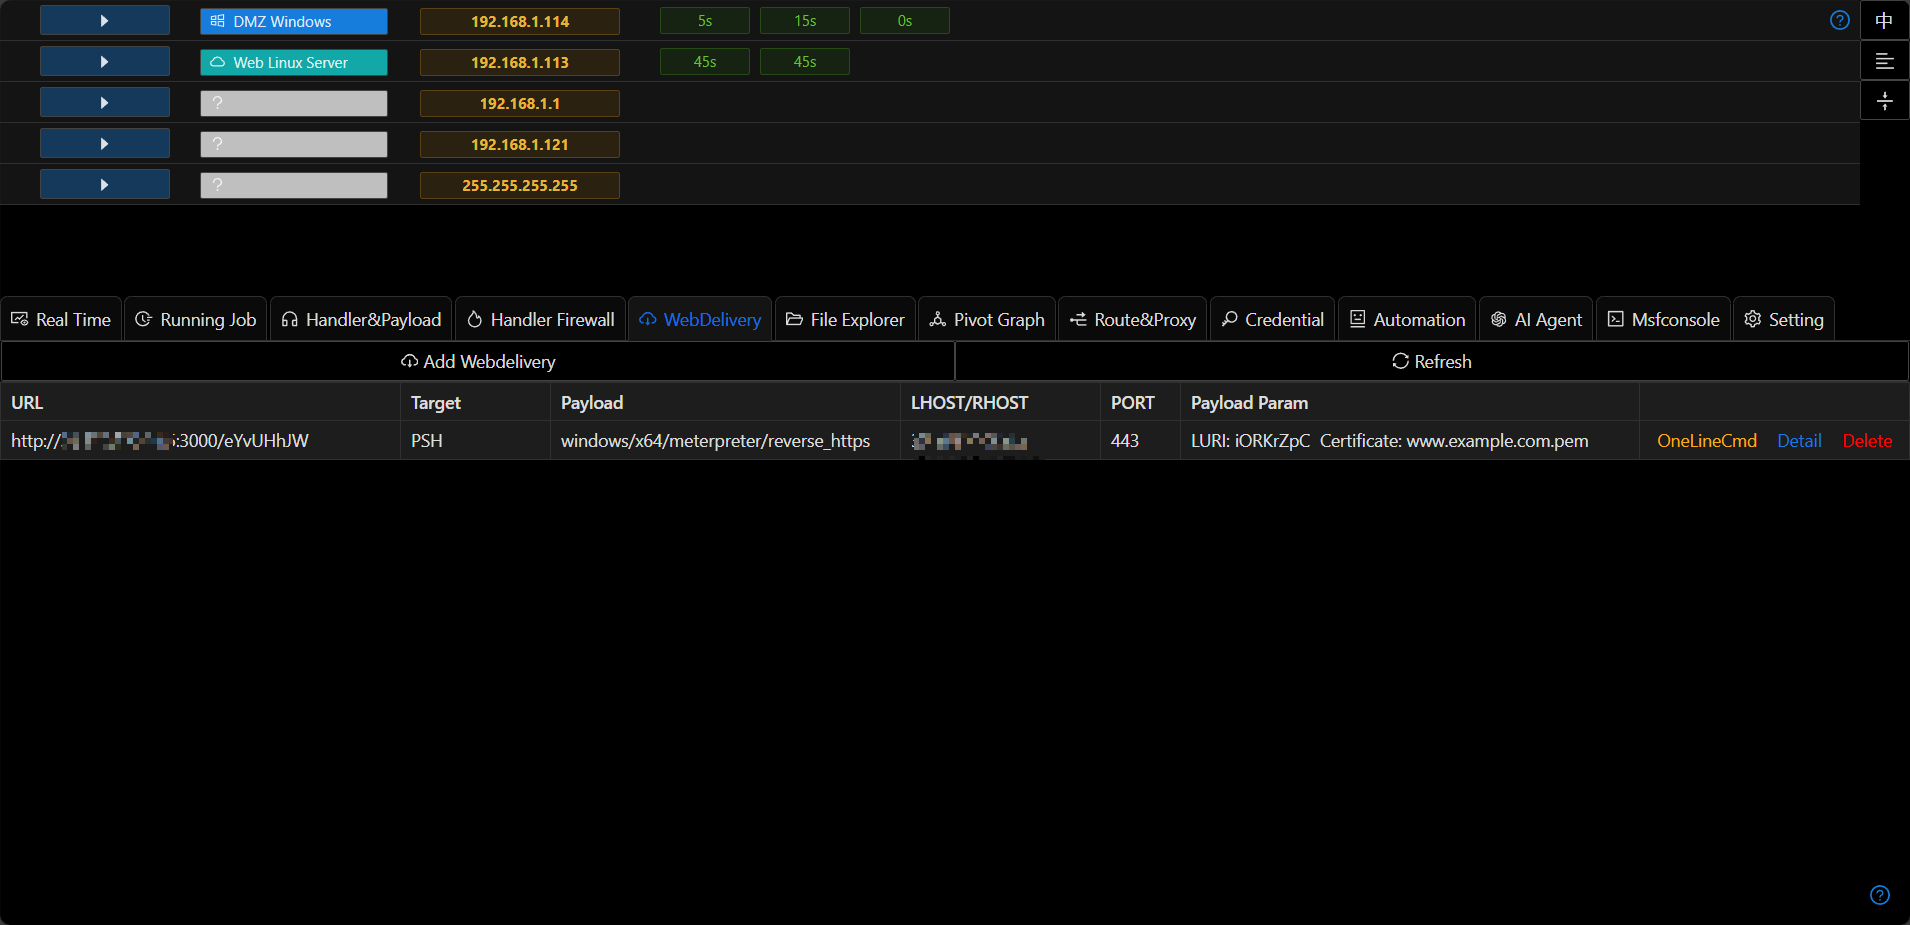 DMZ Windows 192.168.1.114 5s 15s 0s 中
Web Linux Server 192.168.1.113 45s 45s
? 192.168.1.1
? 192.168.1.121
? 255.255.255.255
Real Time Running Job Handler&Payload Handler Firewall WebDelivery File Explorer Pivot Graph Route&Proxy Credential Automation AI Agent Msfconsole Setting
Add Webdelivery Refresh
URL Target Payload LHOST/RHOST PORT Payload Param
http:// :3000/eYvUHhJW PSH windows/x64/meterpreter/reverse_https 443 LURI: iORKrZpC Certificate: www.example.com.pem OneLineCmd Detail Delete